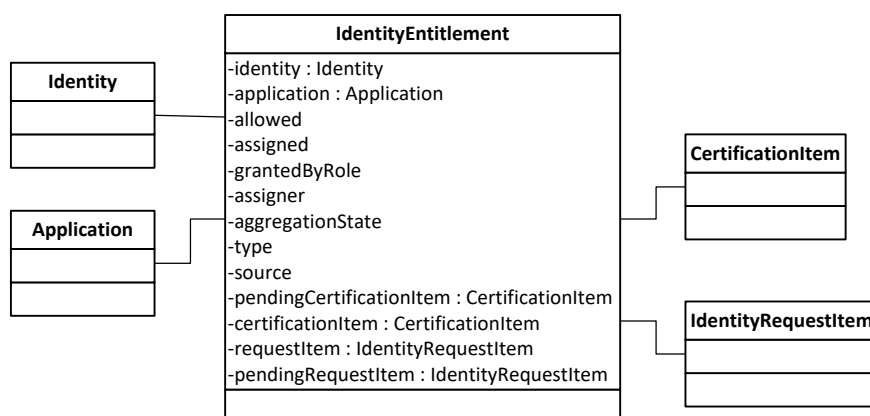 IdentityEntitlement
-identity : Identity
-application : Application
-allowed
-assigned
-grantedByRole
-assigner
-aggregationState
-type
-source
-pendingCertificationItem : CertificationItem
-certificationItem : CertificationItem
-requestItem : IdentityRequestItem
-pendingRequestItem : IdentityRequestItem
Identity
Application
CertificationItem
IdentityRequestItem